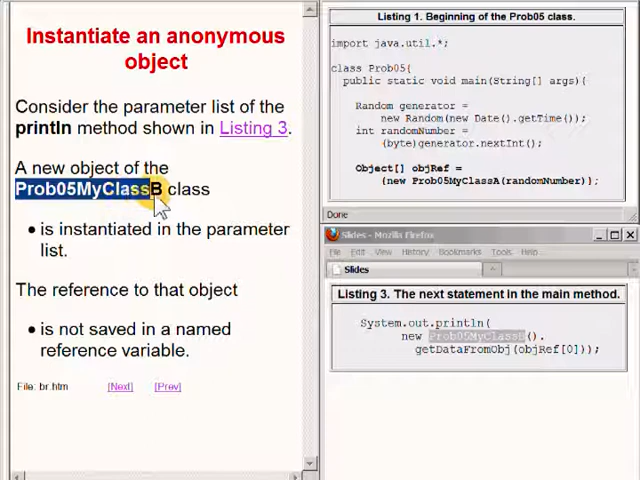 Instantiate an anonymous
object
Consider the parameter list of the
println method shown in Listing 3.
A new object of the
Prob05MyClassB class
• is instantiated in the parameter
list.
The reference to that object
• is not saved in a named
reference variable.
File: br.htm [Next] [Prev]
Listing 1. Beginning of the Prob05 class.
import java.util.*;
class Prob05{
public static void main(String[] args){
Random generator =
new Random(new Date().getTime());
int randomNumber =
(byte)generator.nextInt();
Object[] objRef =
{new Prob05MyClassA(randomNumber)};
Done
Slides - Mozilla Firefox
File Edit View History Bookmarks Tools Help
Slides
Listing 3. The next statement in the main method.
System.out.println(
new Prob05MyClassB().
getDataFromObj(objRef[0]));